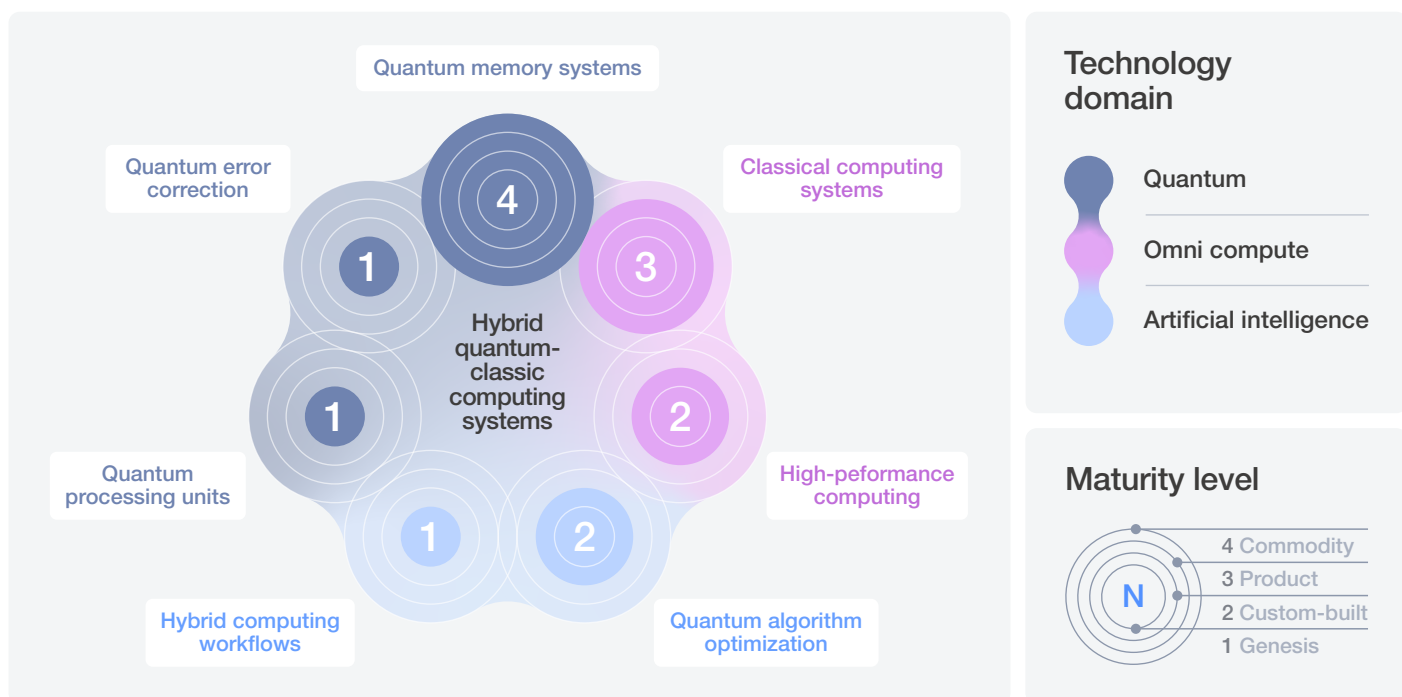 Quantum memory systems
Quantum error
correction
Classical computing
systems
4
1
3
Hybrid
quantum-
classic
computing
systems
1
2
Quantum
processing units
High-peformance
computing
1
2
Hybrid computing
workflows
Quantum algorithm
optimization
Technology
domain
Quantum
Omni compute
Artificial intelligence
Maturity level
N
4 Commodity
3 Product
2 Custom-built
1 Genesis